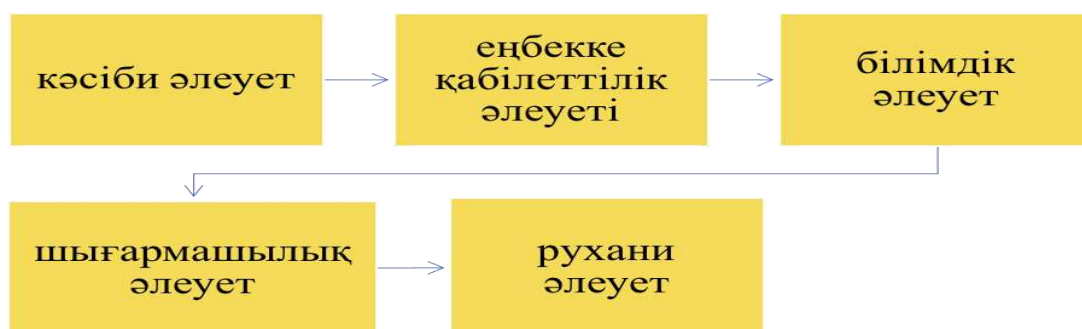 кәсіби әлеует
еңбекке
қабілеттілік
әлеуеті
білімдік
әлеует
шығармашылық
әлеует
рухани
әлеует